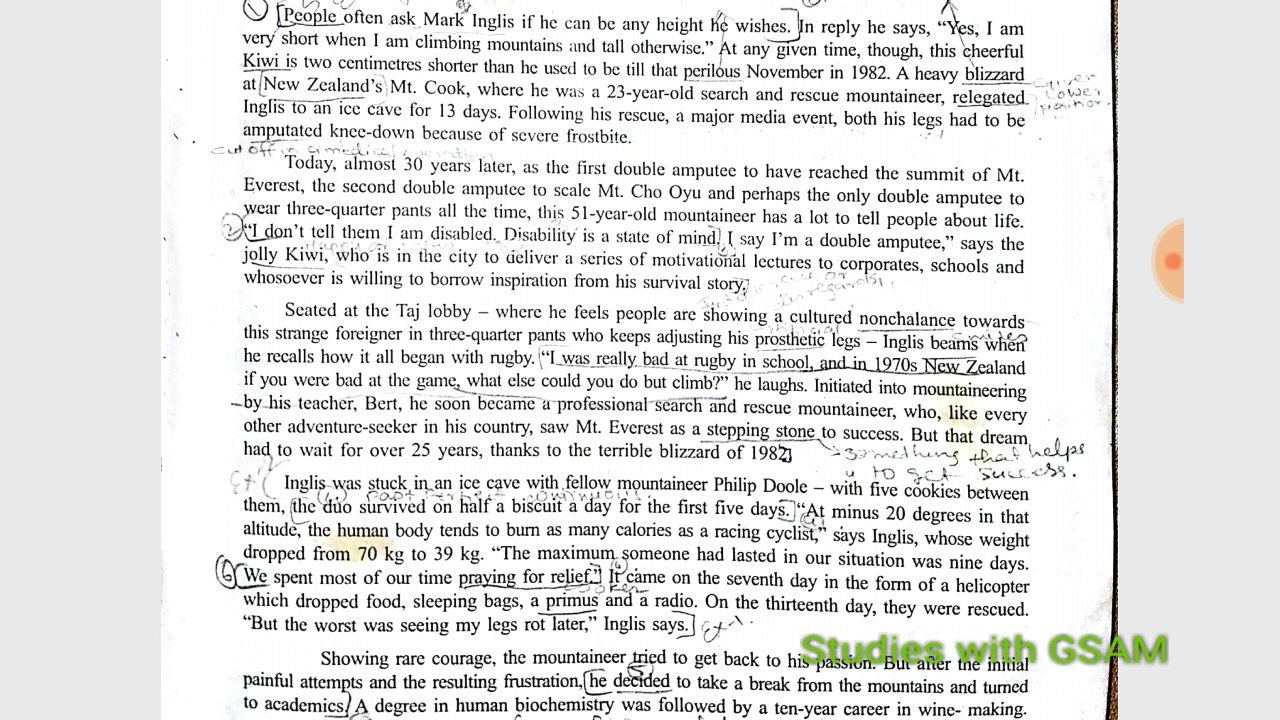 People often ask Mark Inglis if he can be any height he wishes. In reply he says, “Yes, I am
very short when I am climbing mountains and tall otherwise.” At any given time, though, this cheerful
Kiwi is two centimetres shorter than he used to be till that perilous November in 1982. A heavy blizzard
at New Zealand's Mt. Cook, where he was a 23-year-old search and rescue mountaineer, relegated
Given lower position.
Inglis to an ice cave for 13 days. Following his rescue, a major media event, both his legs had to be
amputated knee-down because of severe frostbite.
cut off in a medical operation
Today, almost 30 years later, as the first double amputee to have reached the summit of Mt.
Everest, the second double amputee to scale Mt. Cho Oyu and perhaps the only double amputee to
wear three-quarter pants all the time, this 51-year-old mountaineer has a lot to tell people about life.
2 “I don't tell them I am disabled. Disability is a state of mind. I say I'm a double amputee,” says the
jolly Kiwi, who is in the city to deliver a series of motivational lectures to corporates, schools and
whosoever is willing to borrow inspiration from his survival story.
Seated at the Taj lobby – where he feels people are showing a cultured nonchalance towards
this strange foreigner in three-quarter pants who keeps adjusting his prosthetic legs – Inglis beams when
he recalls how it all began with rugby. “I was really bad at rugby in school, and in 1970s New Zealand
if you were bad at the game, what else could you do but climb?” he laughs. Initiated into mountaineering
by his teacher, Bert, he soon became a professional search and rescue mountaineer, who, like every
other adventure-seeker in his country, saw Mt. Everest as a stepping stone to success. But that dream
had to wait for over 25 years, thanks to the terrible blizzard of 1982.
something that helps
to get success.
Inglis was stuck in an ice cave with fellow mountaineer Philip Doole – with five cookies between
them, the duo survived on half a biscuit a day for the first five days. “At minus 20 degrees in that
altitude, the human body tends to burn as many calories as a racing cyclist,” says Inglis, whose weight
dropped from 70 kg to 39 kg. “The maximum someone had lasted in our situation was nine days.
We spent most of our time praying for relief.” It came on the seventh day in the form of a helicopter
which dropped food, sleeping bags, a primus and a radio. On the thirteenth day, they were rescued.
“But the worst was seeing my legs rot later,” Inglis says.
Studies with GSAM
Showing rare courage, the mountaineer tried to get back to his passion. But after the initial
painful attempts and the resulting frustration, he decided to take a break from the mountains and turned
to academics. A degree in human biochemistry was followed by a ten-year career in wine- making.